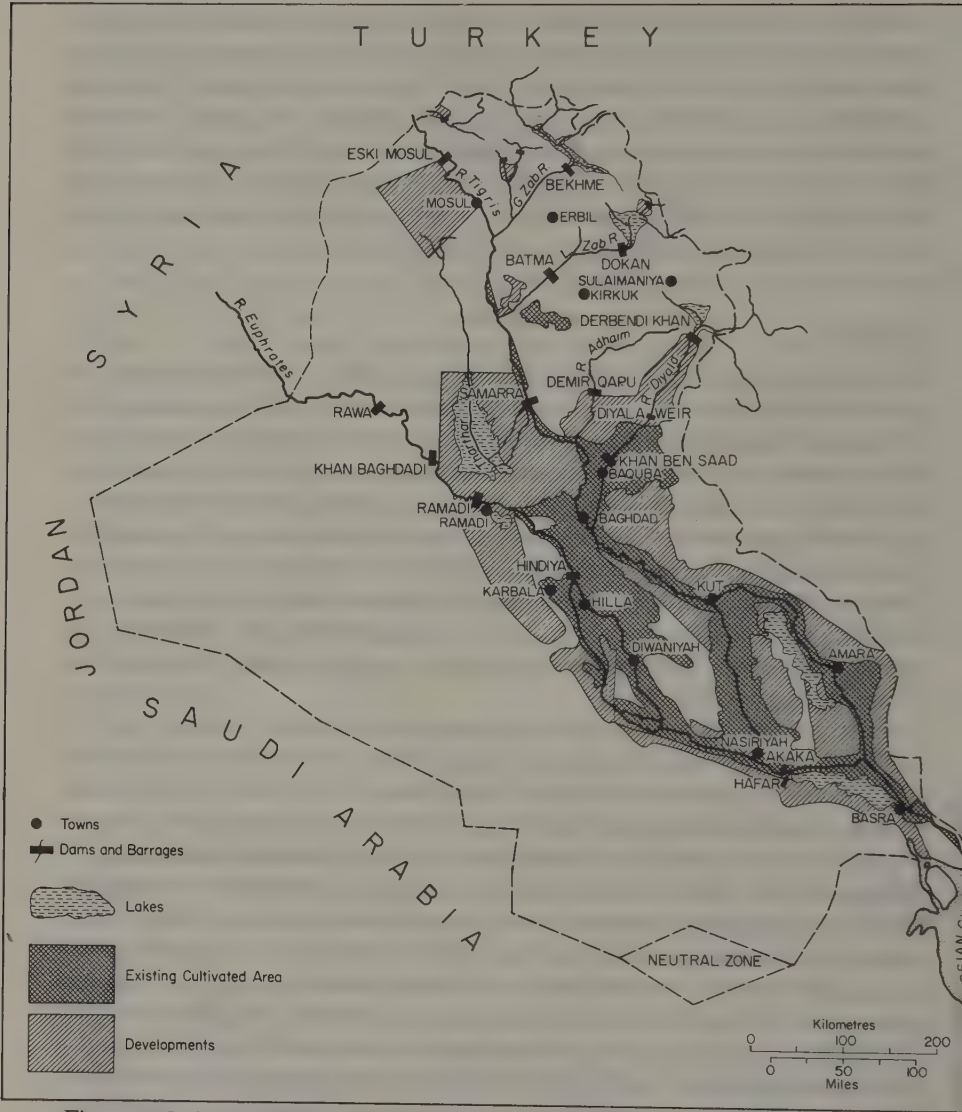 TURKEY
SYRIA
JORDAN
SAUDI ARABIA
ESKI MOSUL
R. Tigris
MOSUL
G. Zab R.
BEKHME
ERBIL
Zab R.
BATMA
DOKAN
SULAIMANIYA
KIRKUK
DERBENDI KHAN
R. Adhaim
R. Diyala
DEMIR QAPU
DIYALA WEIR
R. Euphrates
SAMARRA
RAWA
KHAN BAGHDADI
KHAN BEN SAAD
BAQUBA
RAMADI
RAMADI
BAGHDAD
HINDIYA
KARBALA
HILLA
KUT
DIWANIYAH
AMARA
NASIRIYAH
AKAKA
HAFAR
BASRA
NEUTRAL ZONE
Towns
Dams and Barrages
Lakes
Existing Cultivated Area
Developments
Kilometres
0 100 200
0 50 100
Miles